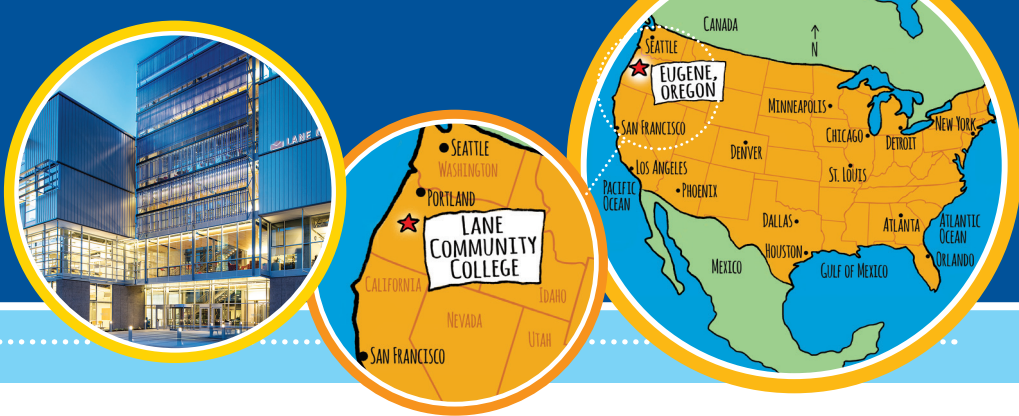 LANE
SEATTLE
WASHINGTON
PORTLAND
LANE
COMMUNITY
COLLEGE
CALIFORNIA
IDAHO
NEVADA
UTAH
SAN FRANCISCO
CANADA
N
SEATTLE
EUGENE,
OREGON
MINNEAPOLIS
NEW YORK
SAN FRANCISCO
CHICAGO
DETROIT
DENVER
LOS ANGELES
ST. LOUIS
PACIFIC
OCEAN
PHOENIX
DALLAS
ATLANTA
ATLANTIC
OCEAN
HOUSTON
ORLANDO
MEXICO
GULF OF MEXICO